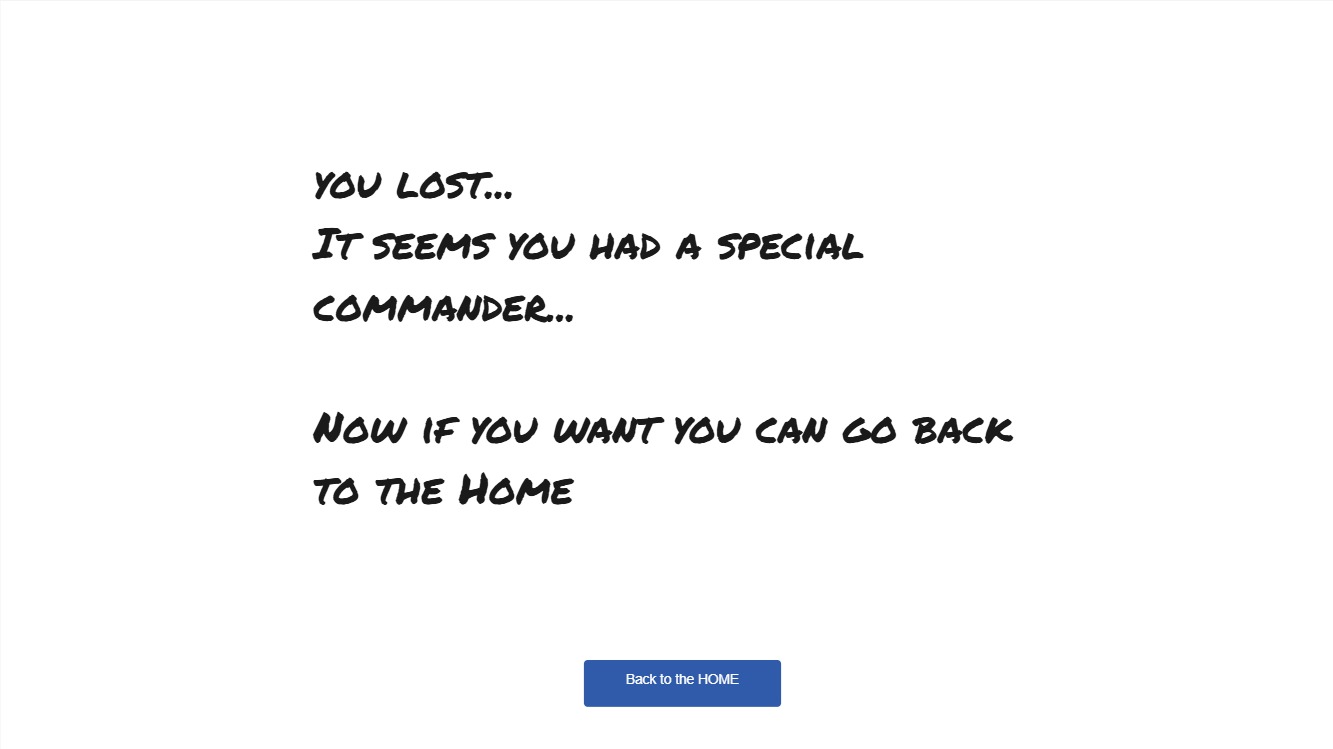 you lost...
It seems you had a special
commander...
Now if you want you can go back
to the Home
Back to the HOME